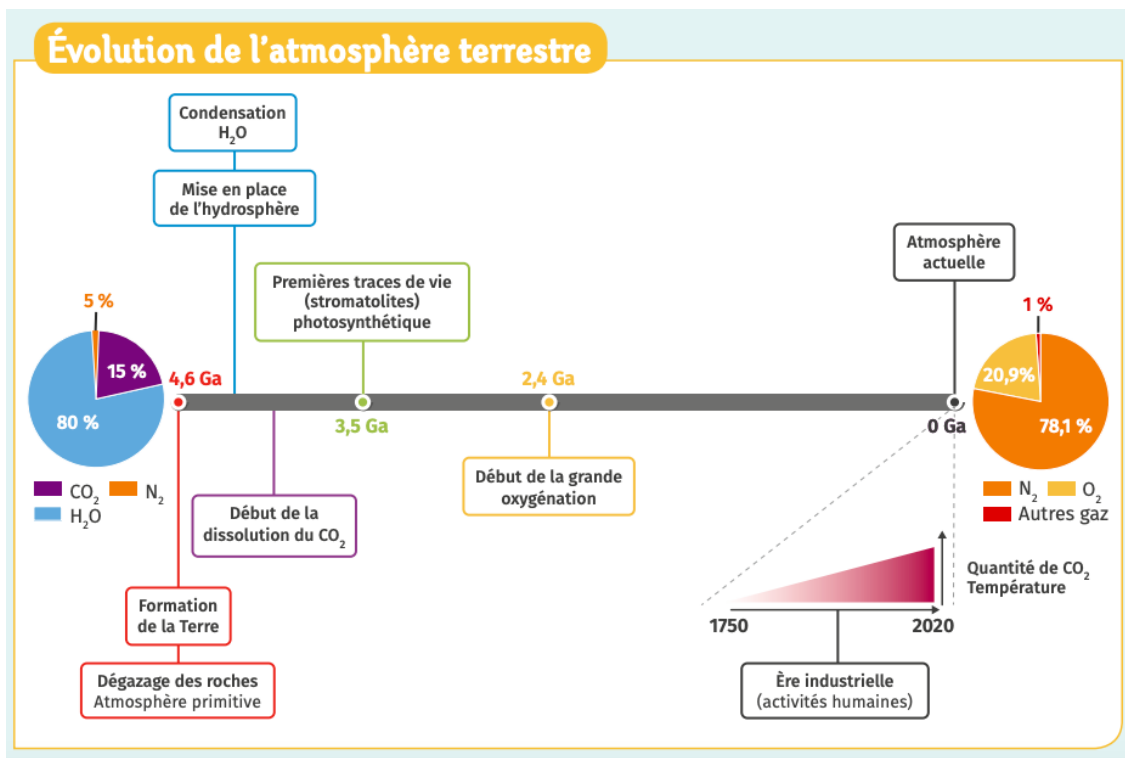 Évolution de l'atmosphère terrestre
Condensation
H₂O
Mise en place
de l'hydrosphère
Premières traces de vie
(stromatolites)
photosynthétique
Atmosphère
actuelle
5 %
15 %
80 %
CO₂ N₂
H₂O
4,6 Ga
3,5 Ga
2,4 Ga
0 Ga
1 %
20,9%
78,1 %
N₂ O₂
Autres gaz
Début de la
dissolution du CO₂
Début de la grande
oxygénation
Formation
de la Terre
Dégazage des roches
Atmosphère primitive
Quantité de CO₂
Température
1750
2020
Ère industrielle
(activités humaines)